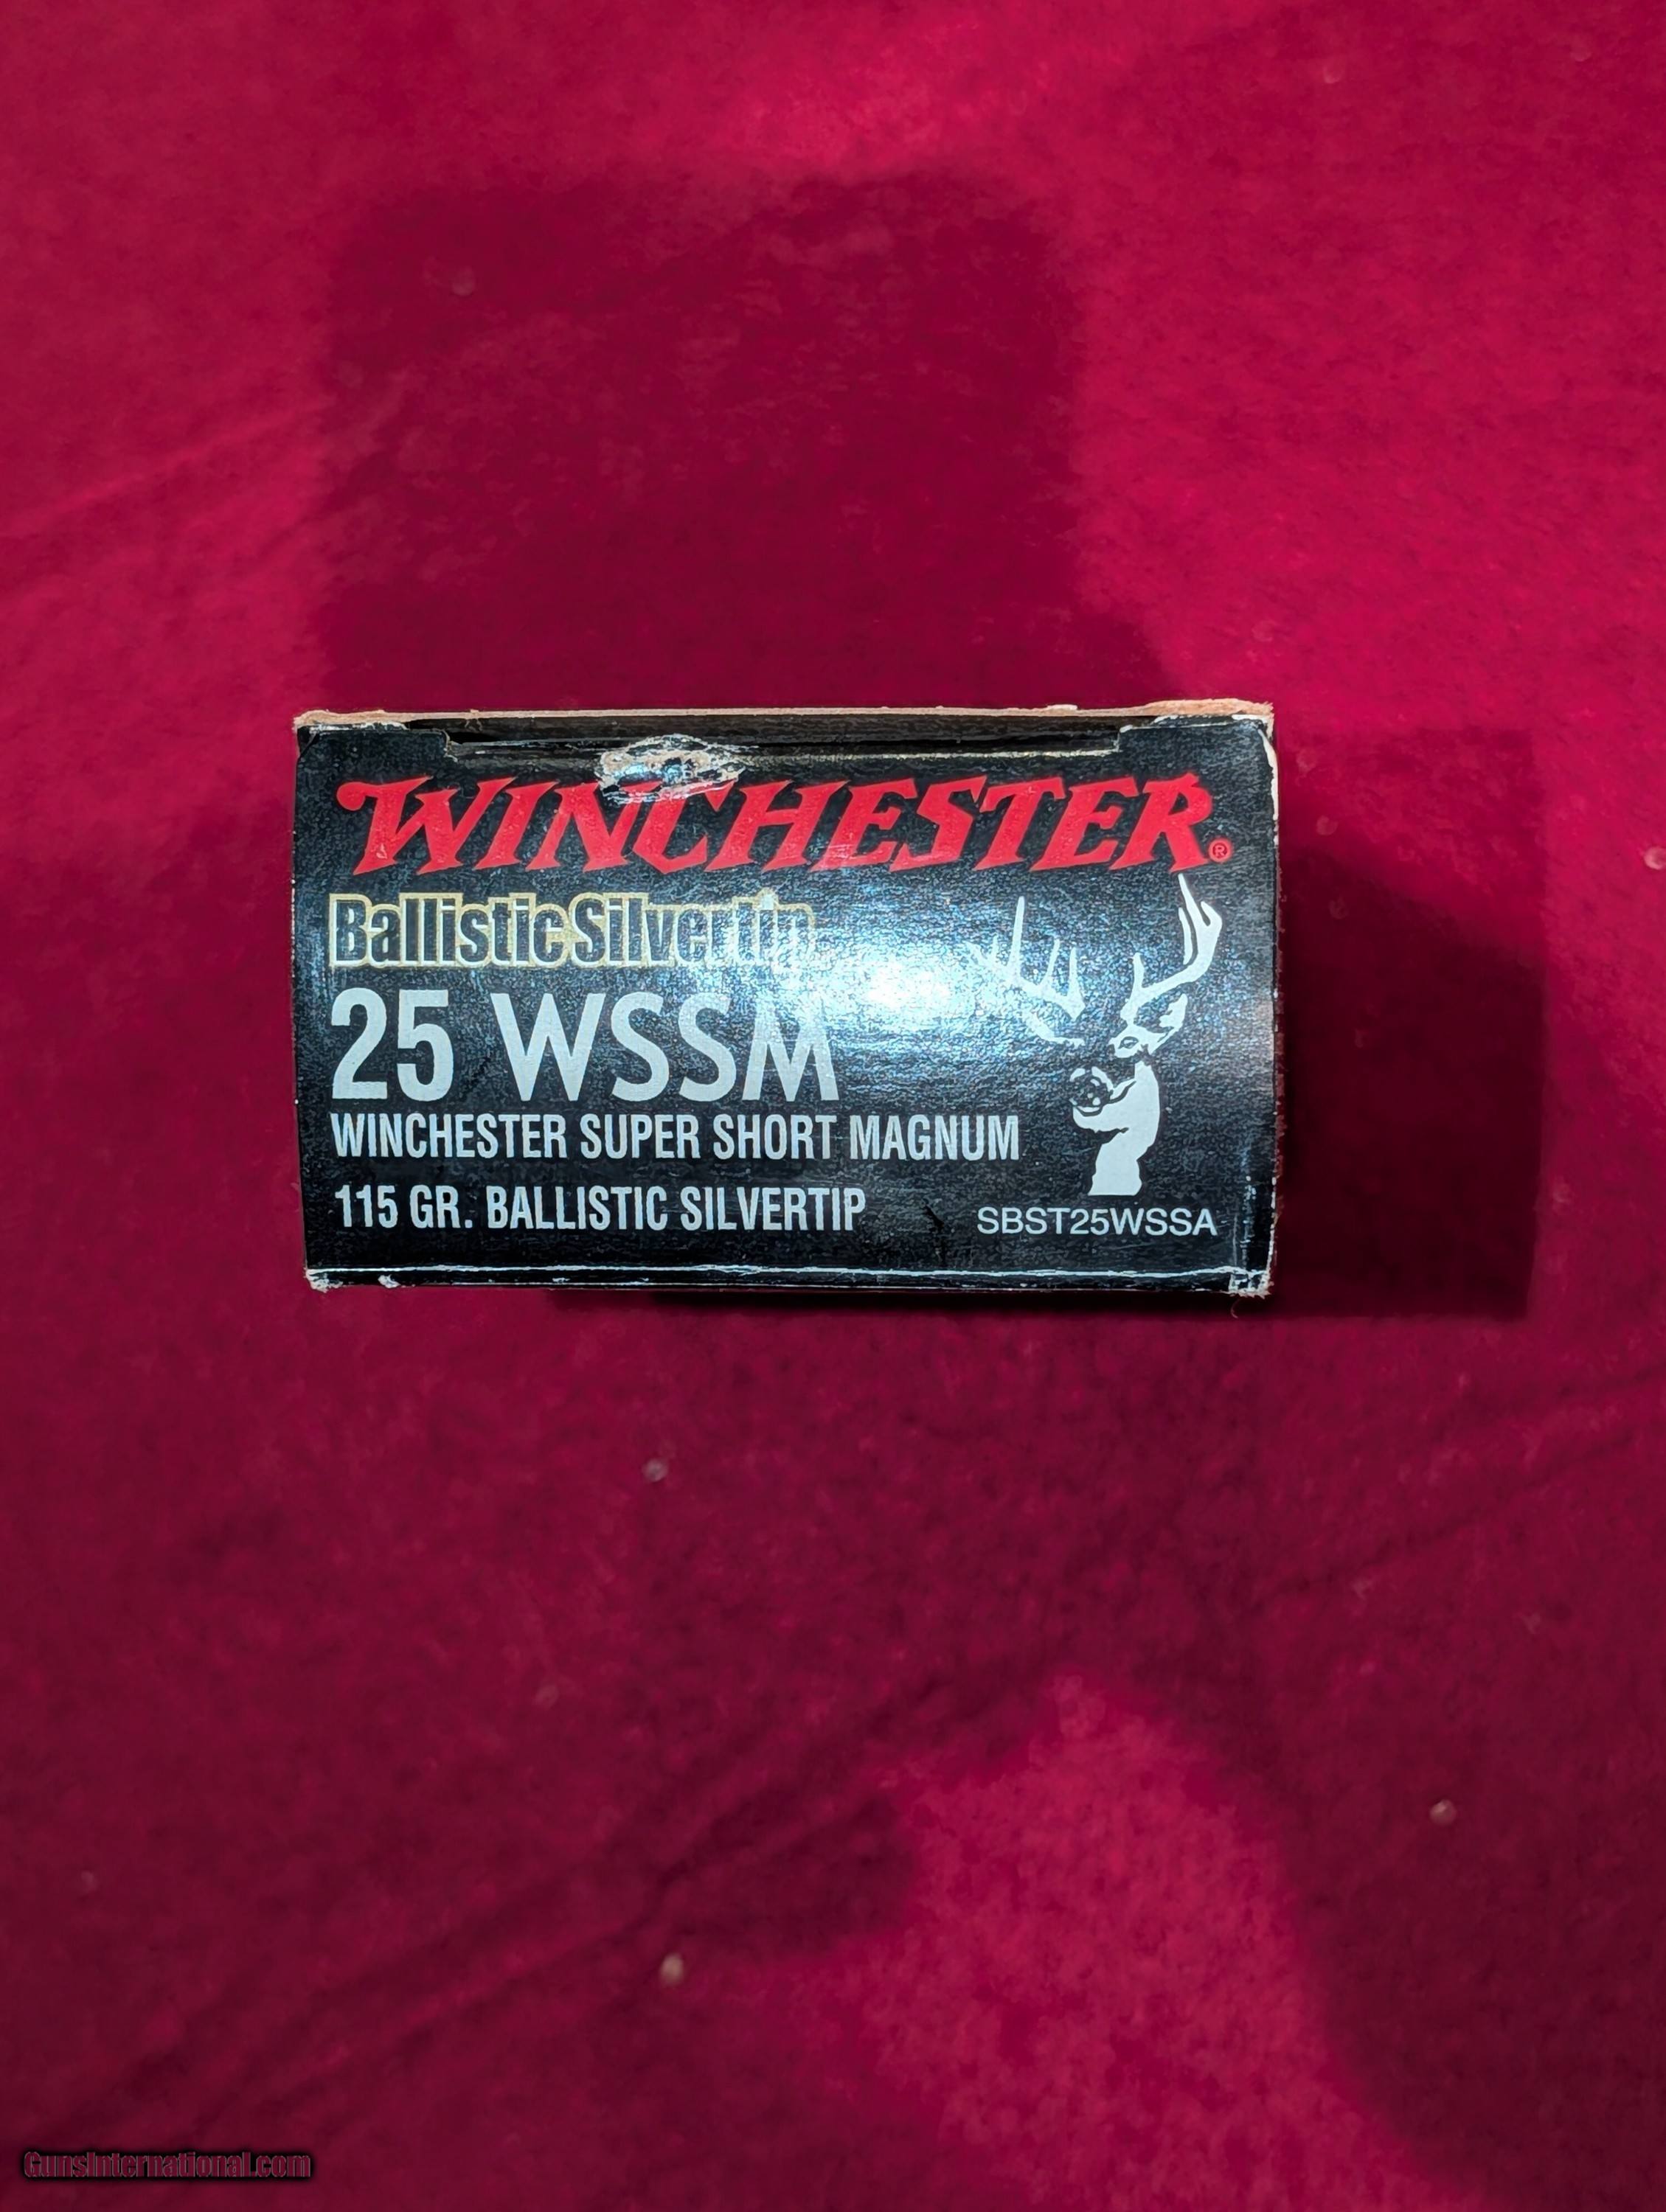 WINCHESTER®
Ballistic Silvertip
25 WSSM
WINCHESTER SUPER SHORT MAGNUM
115 GR. BALLISTIC SILVERTIP
SBST25WSSA
GunsInternational.com